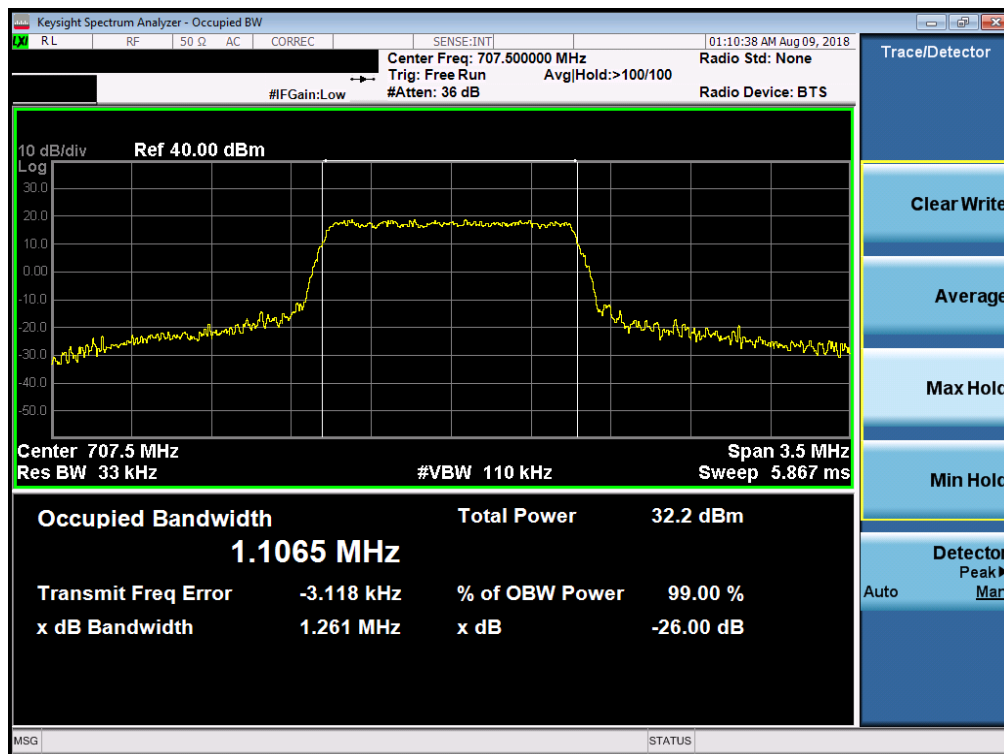 Keysight Spectrum Analyzer - Occupied BW
LXI RL RF 50 Ω AC CORREC SENSE:INT 01:10:38 AM Aug 09, 2018
Center Freq: 707.500000 MHz Radio Std: None
Trig: Free Run Avg|Hold:>100/100
#IFGain:Low #Atten: 36 dB Radio Device: BTS
Trace/Detector
10 dB/div Ref 40.00 dBm
Log
30.0
20.0
10.0
0.00
-10.0
-20.0
-30.0
-40.0
-50.0
Center 707.5 MHz Span 3.5 MHz
Res BW 33 kHz #VBW 110 kHz Sweep 5.867 ms
Occupied Bandwidth Total Power 32.2 dBm
1.1065 MHz
Transmit Freq Error -3.118 kHz % of OBW Power 99.00 %
x dB Bandwidth 1.261 MHz x dB -26.00 dB
Clear Write
Average
Max Hold
Min Hold
Detector
Peak
Auto Man
MSG STATUS